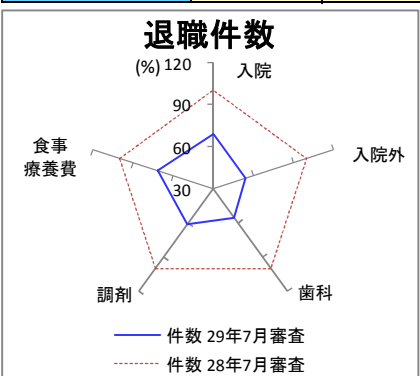 退職件数
(%)
120
入院
90
60
30
食事
療養費
入院外
調剤
歯科
件数 29年7月審査
件数 28年7月審査